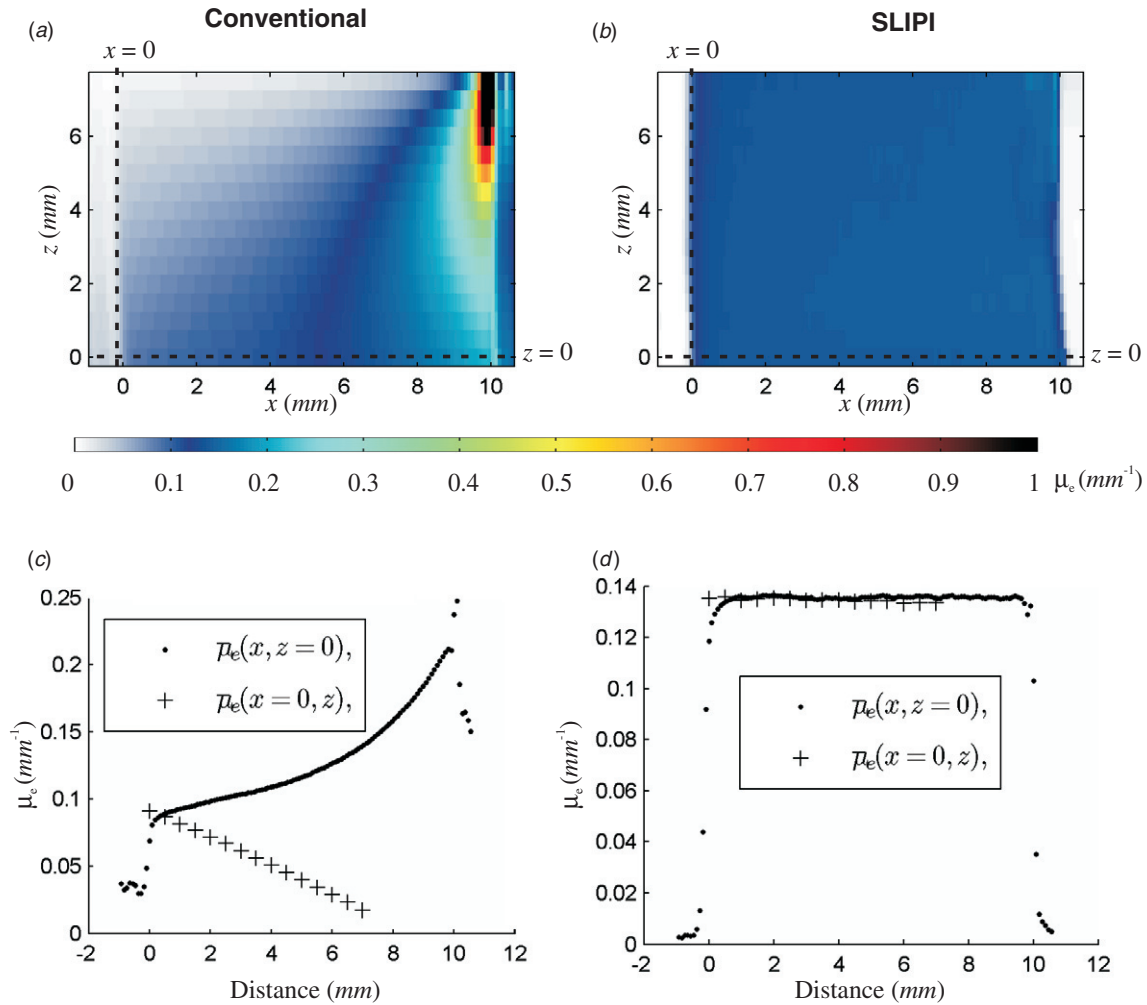 Conventional
SLIPI
(a)
x = 0
(b)
x = 0
z (mm)
6
4
2
0
z = 0
0 2 4 6 8 10
x (mm)
z (mm)
6
4
2
0
z = 0
0 2 4 6 8 10
x (mm)
0 0.1 0.2 0.3 0.4 0.5 0.6 0.7 0.8 0.9 1 μe (mm-1)
(c)
μe (mm-1)
0.25
0.2
0.15
0.1
0.05
0
μ̅e(x, z = 0),
μ̅e(x = 0, z),
-2 0 2 4 6 8 10 12
Distance (mm)
(d)
μe (mm-1)
0.14
0.12
0.1
0.08
0.06
0.04
0.02
0
μ̅e(x, z = 0),
μ̅e(x = 0, z),
-2 0 2 4 6 8 10 12
Distance (mm)